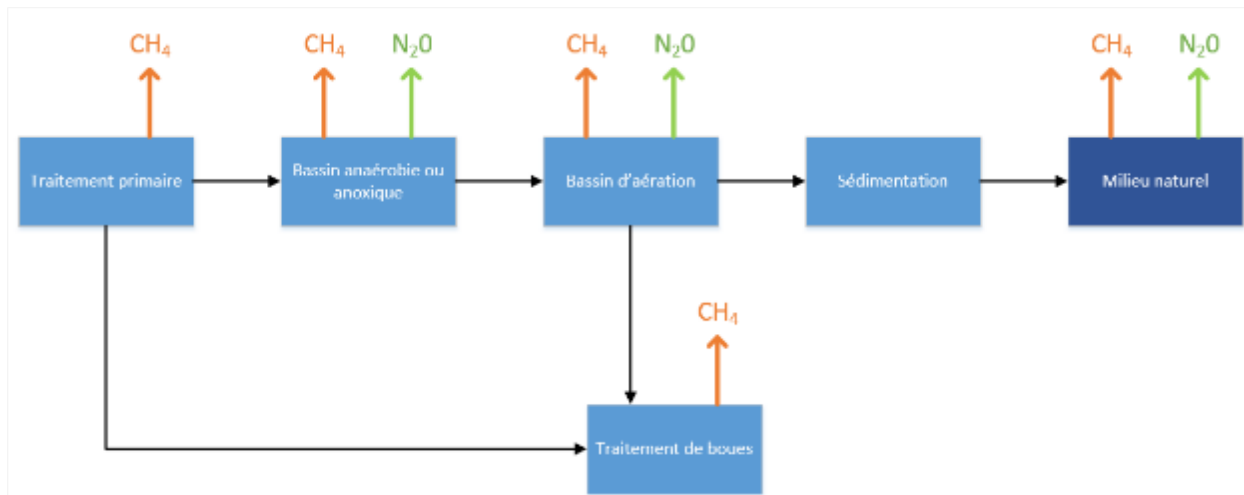 CH₄
CH₄ N₂0
CH₄ N₂0
CH₄ N₂0
Traitement primaire
Bassin anaérobie ou
anoxique
Bassin d'aération
Sédimentation
Milieu naturel
CH₄
Traitement de boues